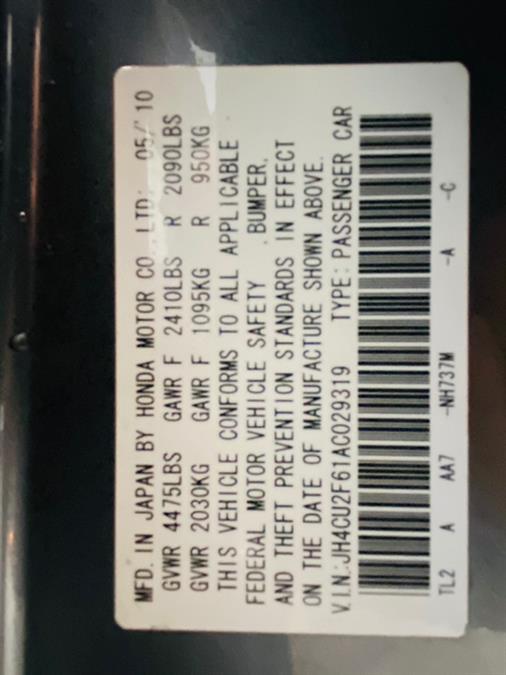 MFD. IN JAPAN BY HONDA MOTOR CO. LTD: 05/'10
GVWR 4475LBS GAWR F 2410LBS R 2090LBS
GVWR 2030KG GAWR F 1095KG R 950KG
THIS VEHICLE CONFORMS TO ALL APPLICABLE
FEDERAL MOTOR VEHICLE SAFETY , BUMPER,
AND THEFT PREVENTION STANDARDS IN EFFECT
ON THE DATE OF MANUFACTURE SHOWN ABOVE.
V.I.N.:JH4CU2F61AC029319 TYPE: PASSENGER CAR
TL2 A AA7 -NH737M -A -C